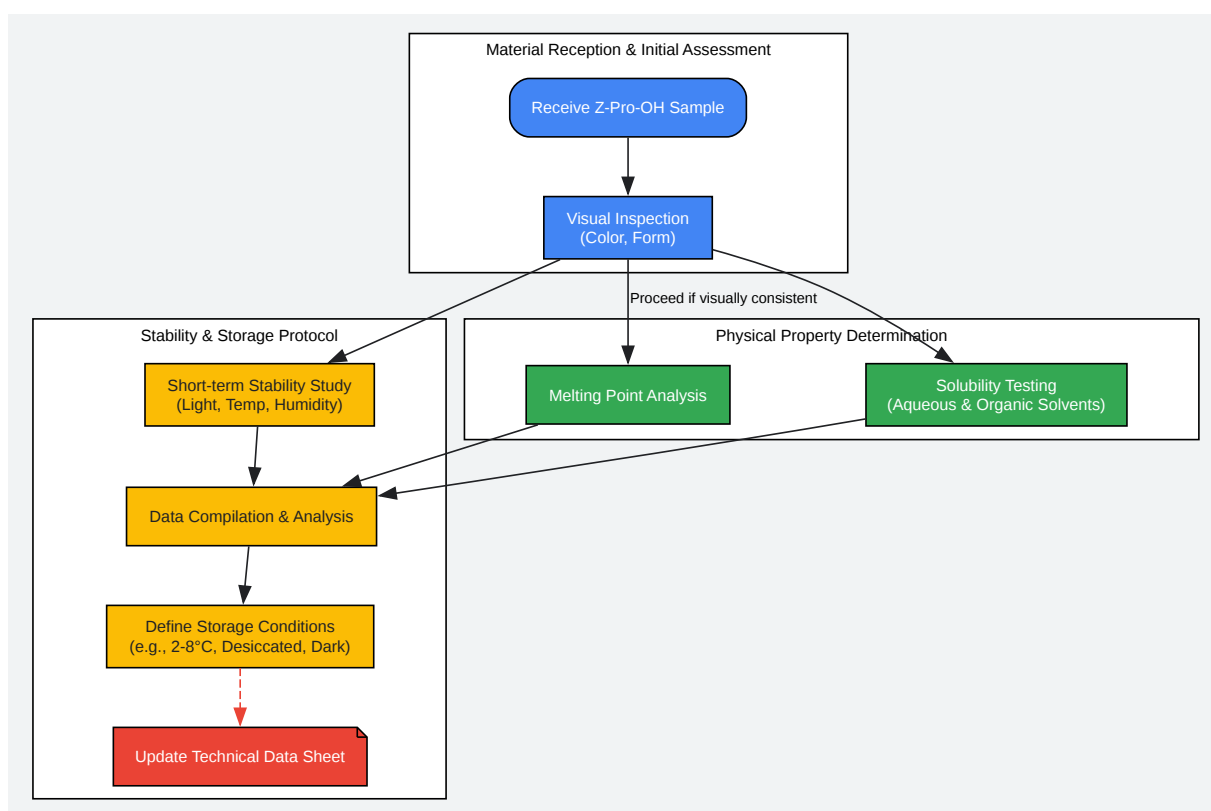 Material Reception & Initial Assessment
Receive Z-Pro-OH Sample
Visual Inspection
(Color, Form)
Proceed if visually consistent
Stability & Storage Protocol
Physical Property Determination
Short-term Stability Study
(Light, Temp, Humidity)
Melting Point Analysis
Solubility Testing
(Aqueous & Organic Solvents)
Data Compilation & Analysis
Define Storage Conditions
(e.g., 2-8°C, Desiccated, Dark)
Update Technical Data Sheet